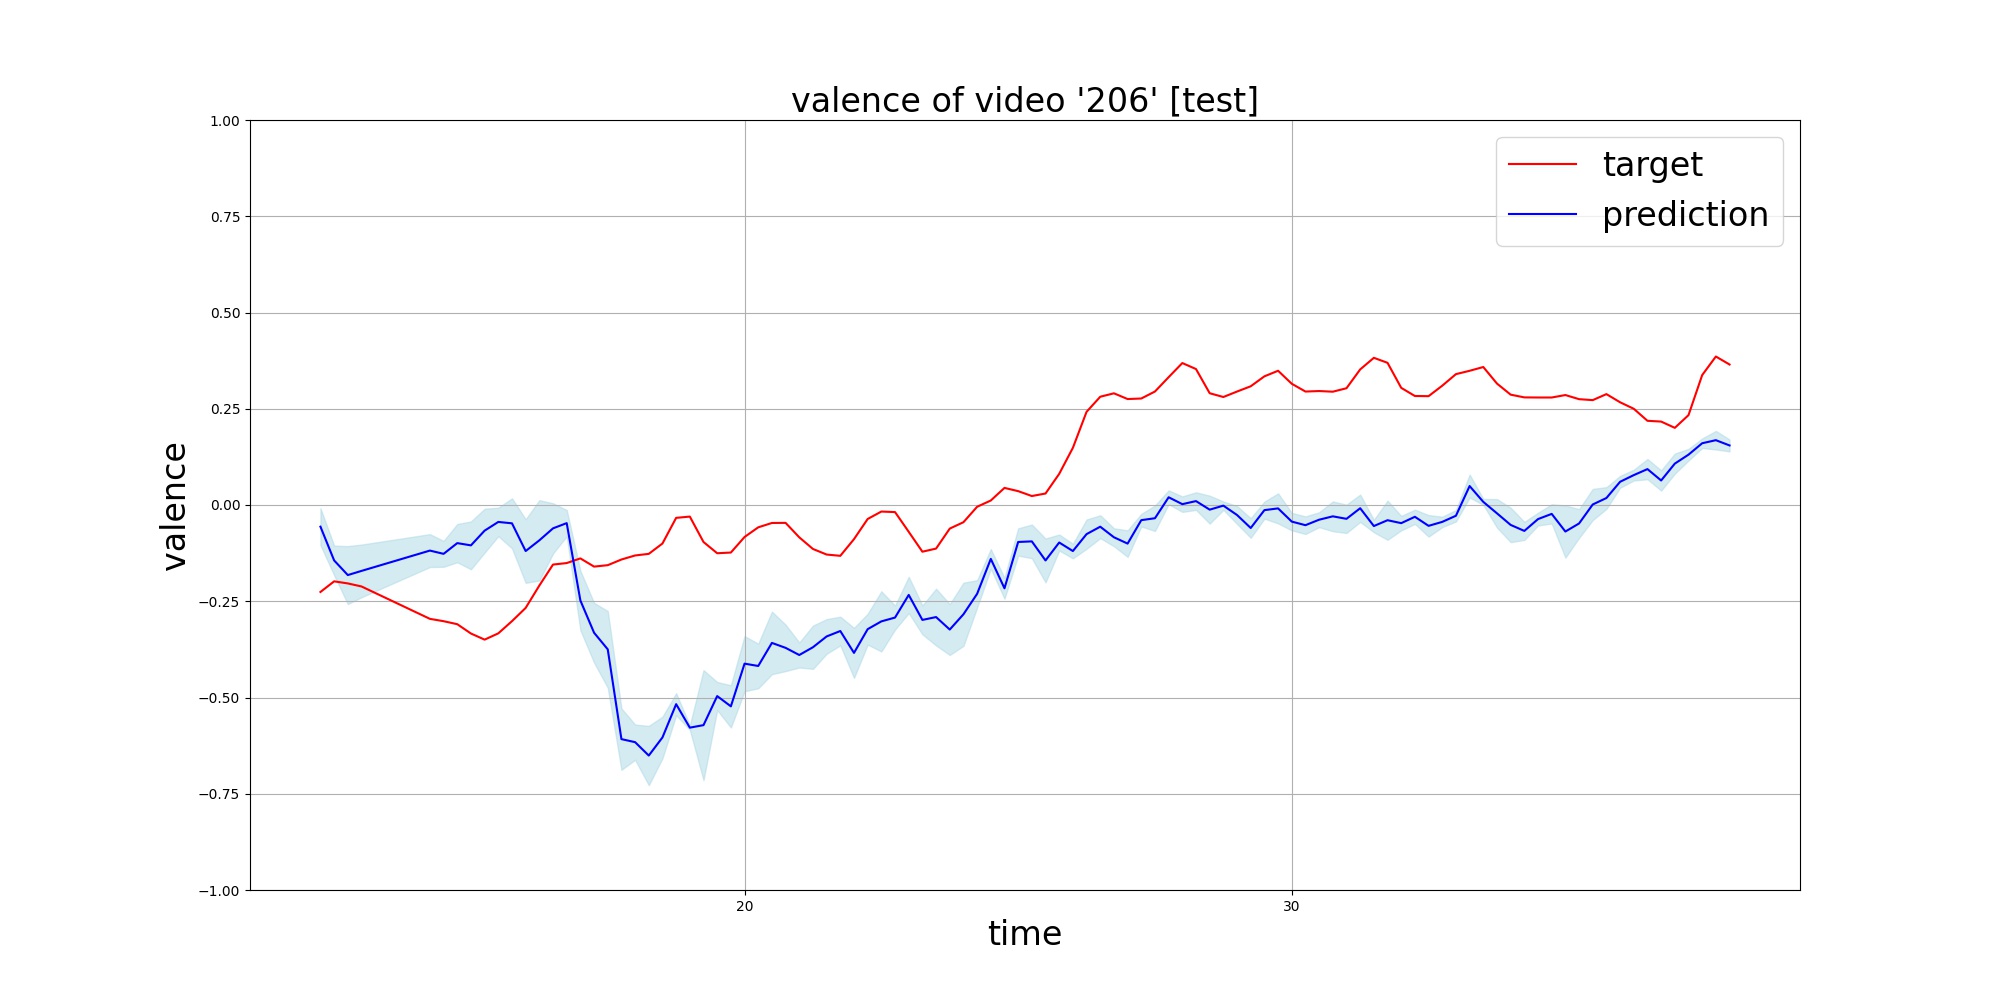 valence of video '206' [test]
1.00
0.75
0.50
0.25
0.00
−0.25
−0.50
−0.75
−1.00
valence
target
prediction
20
30
time